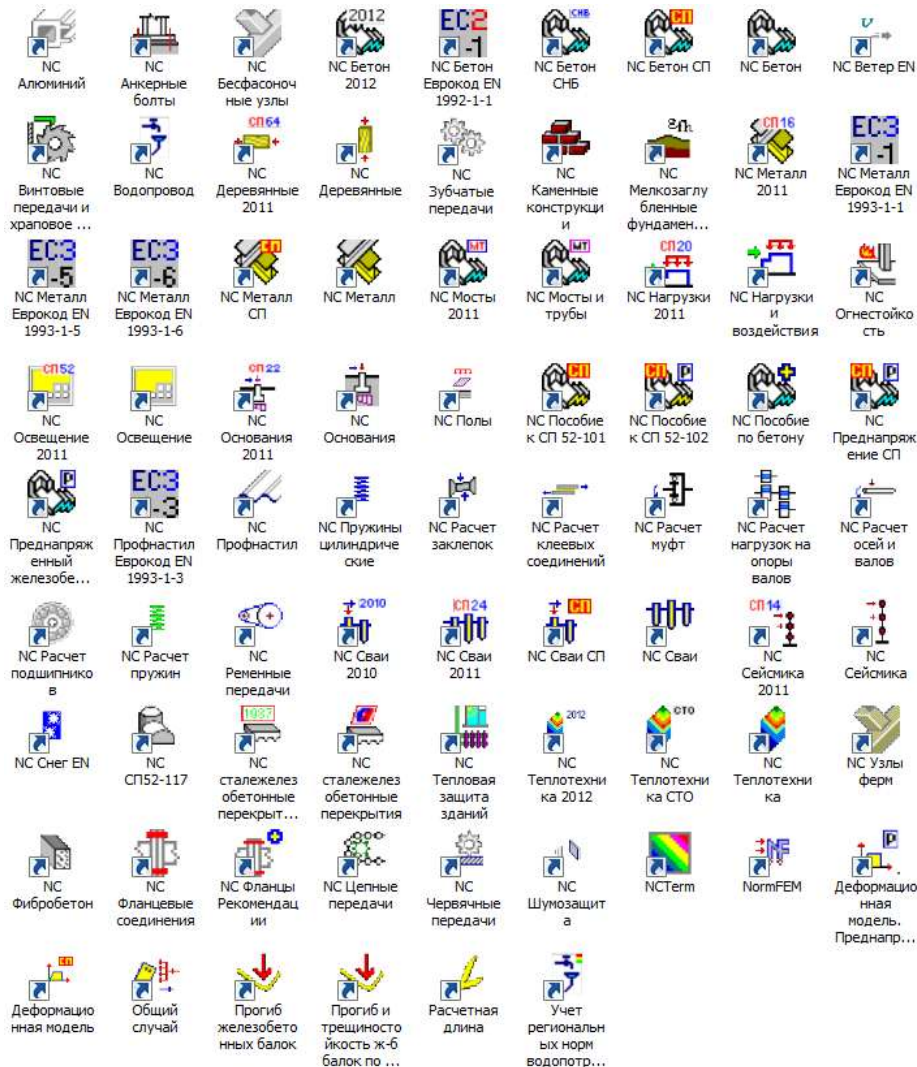 2012
EC2
-1
СНБ
СП
NC
Алюминий
NC
Анкерные
болты
NC
Бесфасоноч
ные узлы
NC Бетон
2012
NC Бетон
Еврокод EN
1992-1-1
NC Бетон
СНБ
NC Бетон СП
NC Бетон
NC Ветер EN
СП64
СП16
EC3
-1
NC
Винтовые
передачи и
храповое ...
NC
Водопровод
NC
Деревянные
2011
NC
Деревянные
NC
Зубчатые
передачи
NC
Каменные
конструкци
и
NC
Мелкозаглу
бленные
фундамен...
NC Металл
2011
NC Металл
Еврокод EN
1993-1-1
EC3
-5
EC3
-6
СП
МТ
МТ
СП20
NC Металл
Еврокод EN
1993-1-5
NC Металл
Еврокод EN
1993-1-6
NC Металл
СП
NC Металл
NC Мосты
2011
NC Мосты и
трубы
NC Нагрузки
2011
NC Нагрузки
и
воздействия
NC
Огнестойко
сть
СП52
СП22
СП
СП
P
СП
P
NC
Освещение
2011
NC
Освещение
NC
Основания
2011
NC
Основания
NC Полы
NC Пособие
к СП 52-101
NC Пособие
к СП 52-102
NC Пособие
по бетону
NC
Преднапряж
ение СП
P
EC3
-3
NC
Преднапряж
енный
железобе...
NC
Профнастил
Еврокод EN
1993-1-3
NC
Профнастил
NC Пружины
цилиндриче
ские
NC Расчет
заклепок
NC Расчет
клеевых
соединений
NC Расчет
муфт
NC Расчет
нагрузок на
опоры
валов
NC Расчет
осей и
валов
2010
СП24
СП
СП14
NC Расчет
подшипнико
в
NC Расчет
пружин
NC
Ременные
передачи
NC Сваи
2010
NC Сваи
2011
NC Сваи СП
NC Сваи
NC
Сейсмика
2011
NC
Сейсмика
1987
2012
СТО
NC Снег EN
NC
СП52-117
NC
сталежелез
обетонные
перекрыт...
NC
сталежелез
обетонные
перекрытия
NC
Тепловая
защита
зданий
NC
Теплотехни
ка 2012
NC
Теплотехни
ка СТО
NC
Теплотехни
ка
NC Узлы
ферм
NF
P
NC
Фибробетон
NC
Фланцевые
соединения
NC Фланцы
Рекомендац
ии
NC Цепные
передачи
NC
Червячные
передачи
NC
Шумозащит
а
NCTerm
NormFEM
Деформацио
нная
модель.
Преднапр...
СП
Деформацио
нная модель
Общий
случай
Прогиб
железобето
нных балок
Прогиб и
трещиносто
йкость ж-б
балок по ...
Расчетная
длина
Учет
региональн
ых норм
водопотр...